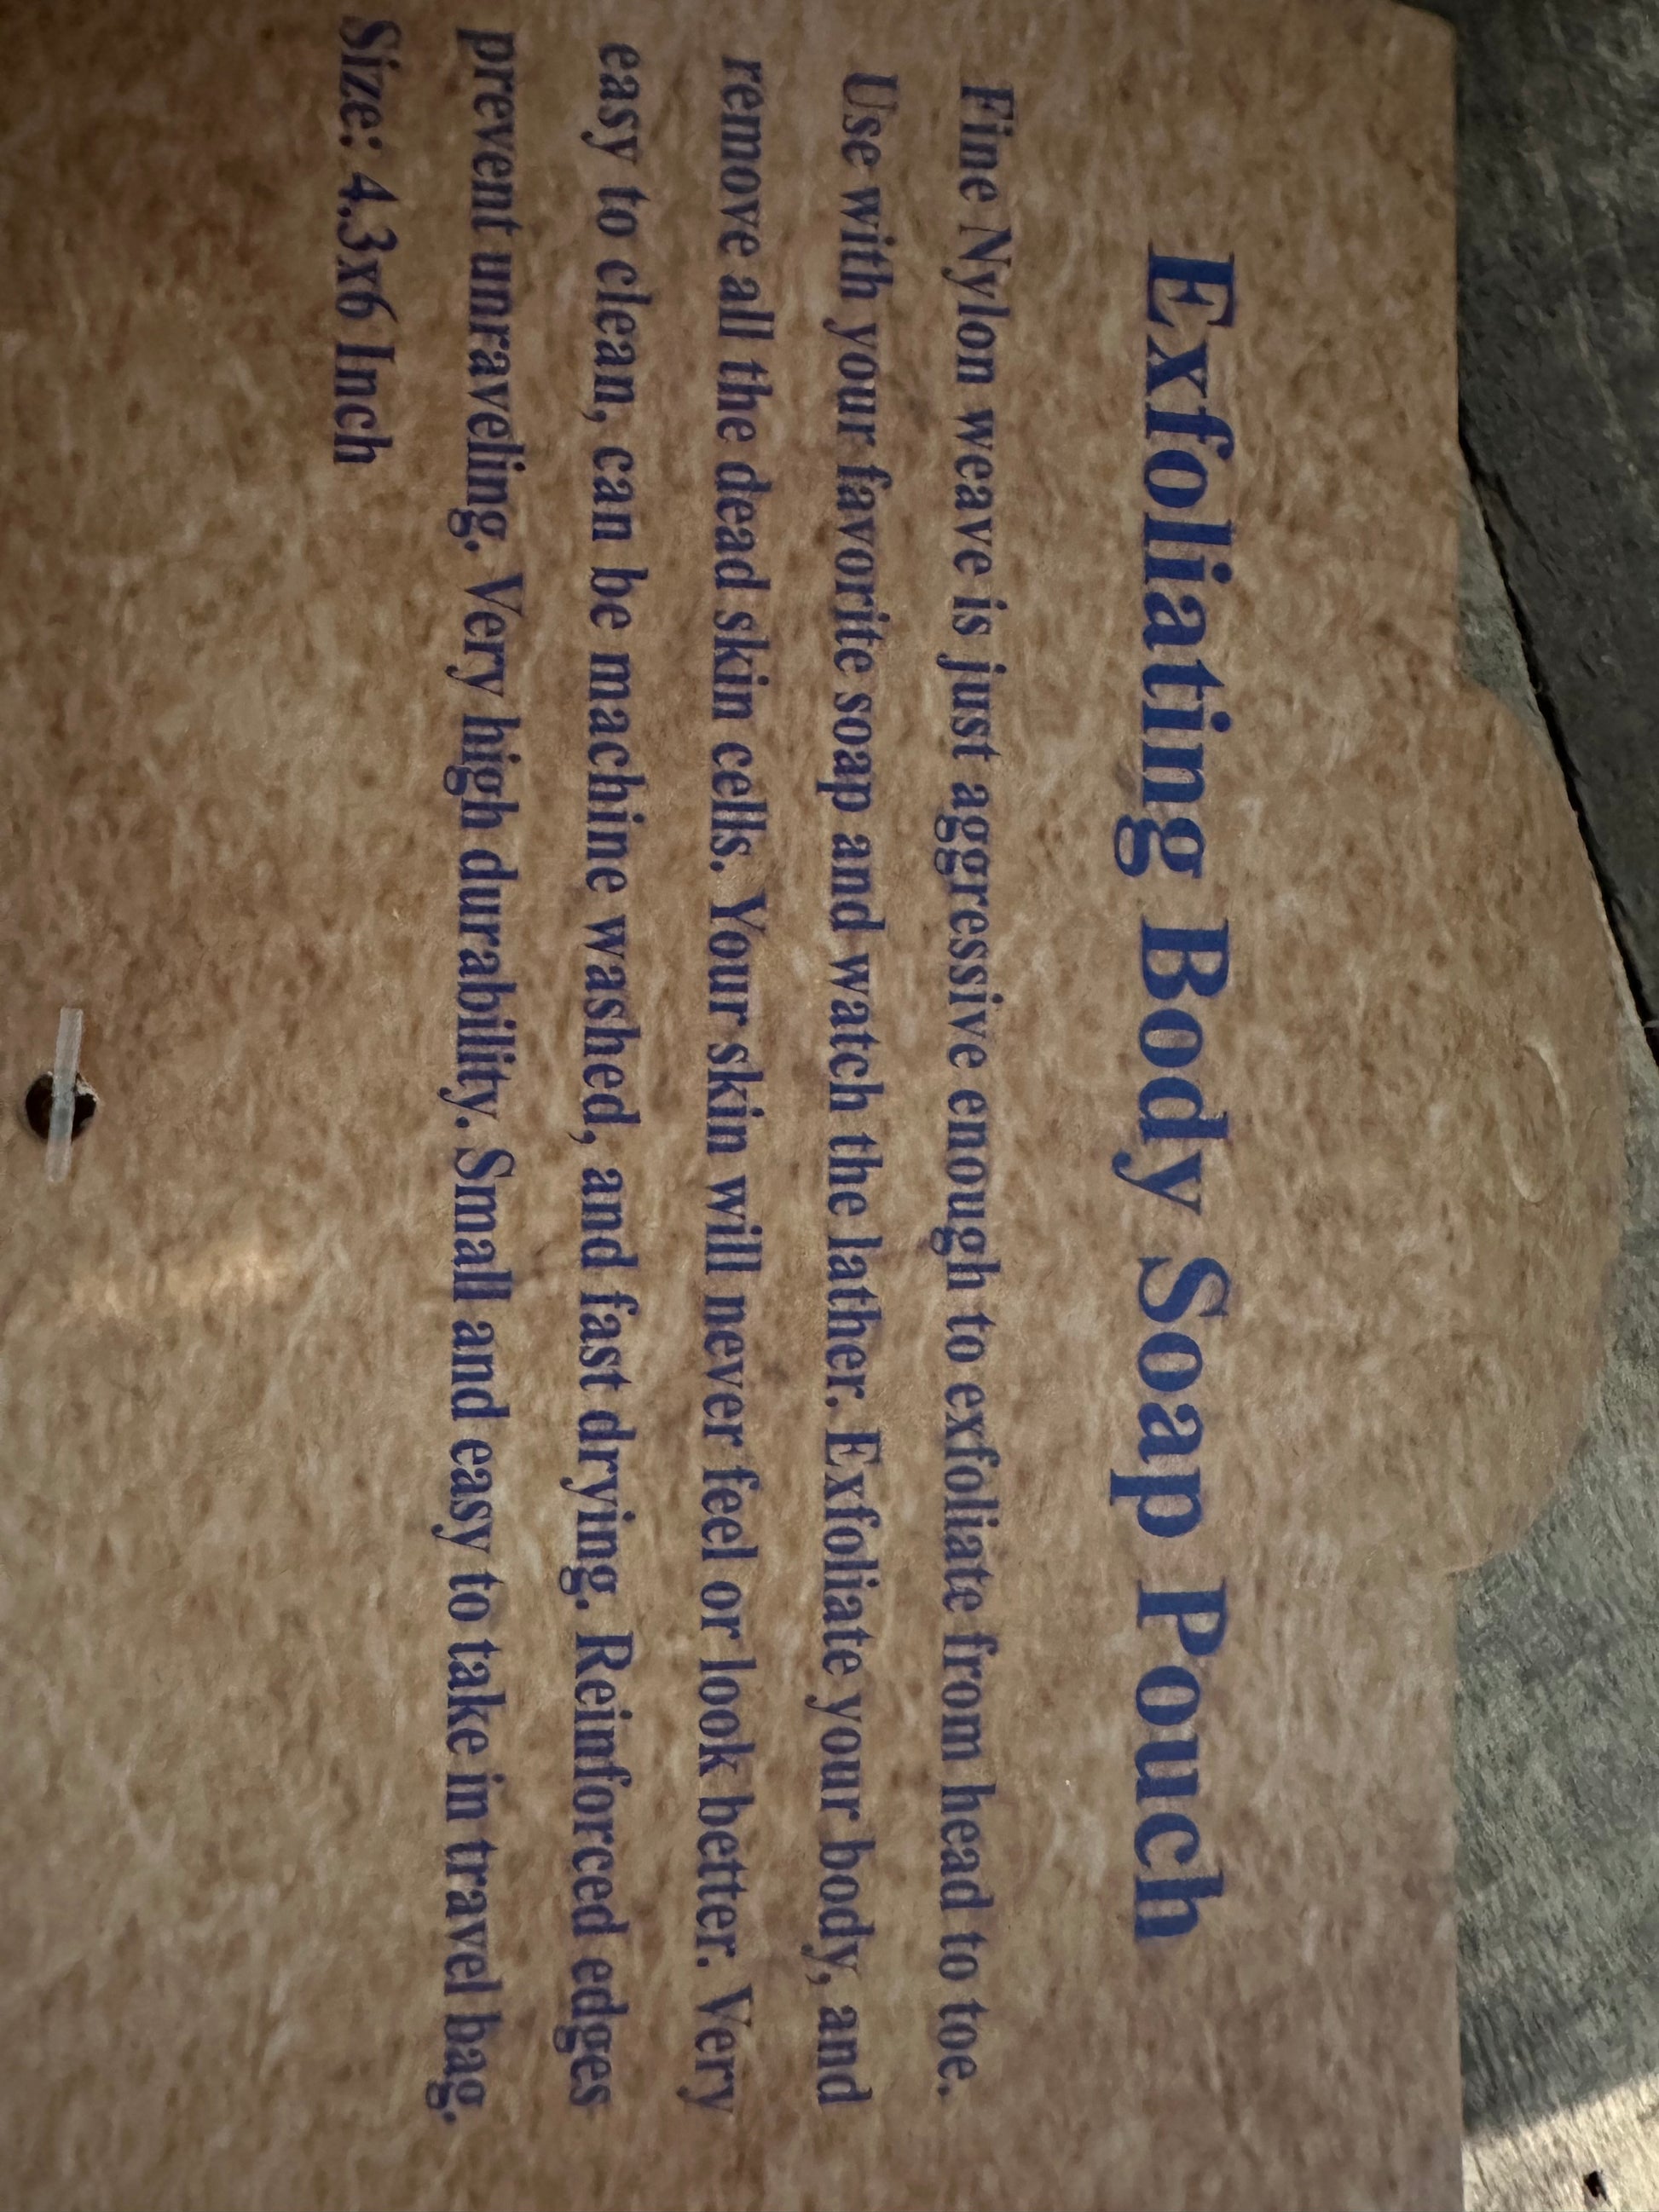 Exfoliating Body Soap Pouch
Fine Nylon weave is just aggressive enough to exfoliate from head to toe.
Use with your favorite soap and watch the lather. Exfoliate your body, and
remove all the dead skin cells. Your skin will never feel or look better. Very
easy to clean, can be machine washed, and fast drying. Reinforced edges
prevent unraveling. Very high durability. Small and easy to take in travel bag.
Size: 4.3x6 Inch